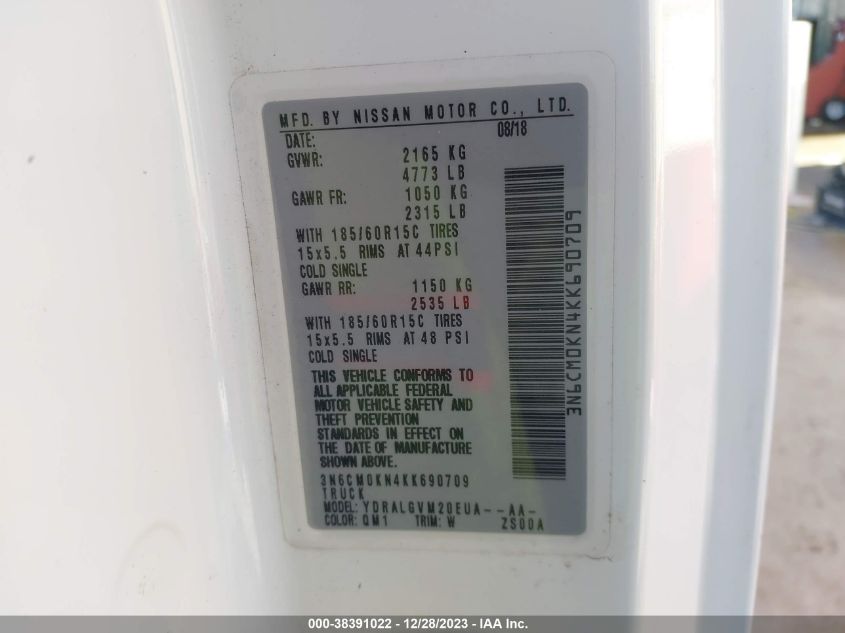 MFD. BY NISSAN MOTOR CO., LTD.
DATE: 08/18
GVWR: 2165 KG
4773 LB
GAWR FR: 1050 KG
2315 LB
WITH 185/60R15C TIRES
15x5.5 RIMS AT 44PSI
COLD SINGLE
GAWR RR: 1150 KG
2535 LB
WITH 185/60R15C TIRES
15x5.5 RIMS AT 48 PSI
COLD SINGLE
THIS VEHICLE CONFORMS TO
ALL APPLICABLE FEDERAL
MOTOR VEHICLE SAFETY AND
THEFT PREVENTION
STANDARDS IN EFFECT ON
THE DATE OF MANUFACTURE
SHOWN ABOVE.
3N6CM0KN4KK690709
TRUCK
MODEL: YDRALGVM20EUA--AA-
COLOR: QM1 TRIM: W ZS00A
3N6CM0KN4KK690709
000-38391022 - 12/28/2023 - IAA Inc.